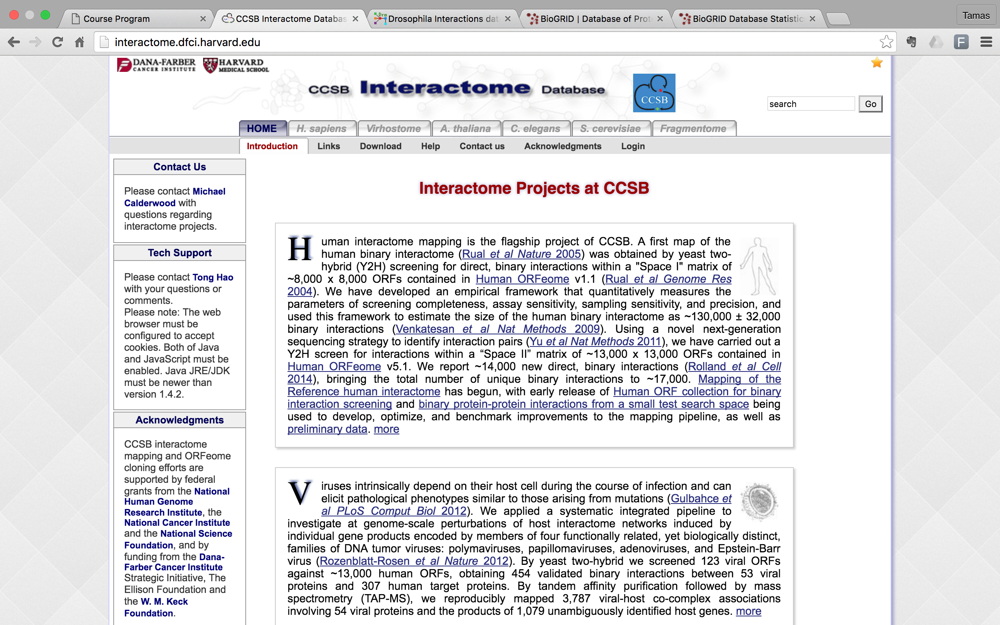 Course Program
CCSB Interactome Databas
Drosophila Interactions dat
BioGRID | Database of Prot
BioGRID Database Statistic
Tamas
interactome.dfci.harvard.edu
F
DANA-FARBER
CANCER INSTITUTE
HARVARD
MEDICAL SCHOOL
CCSB Interactome Database
CCSB
search
Go
HOME
H. sapiens
Virhostome
A. thaliana
C. elegans
S. cerevisiae
Fragmentome
Introduction
Links
Download
Help
Contact us
Acknowledgments
Login
Contact Us
Please contact Michael
Calderwood with
questions regarding
interactome projects.
Tech Support
Please contact Tong Hao
with your questions or
comments.
Please note: The web
browser must be
configured to accept
cookies. Both of Java
and JavaScript must be
enabled. Java JRE/JDK
must be newer than
version 1.4.2.
Acknowledgments
CCSB interactome
mapping and ORFeome
cloning efforts are
supported by federal
grants from the National
Human Genome
Research Institute, the
National Cancer Institute
and the National Science
Foundation, and by
funding from the Dana-
Farber Cancer Institute
Strategic Initiative, The
Ellison Foundation and
the W. M. Keck
Foundation.
Interactome Projects at CCSB
Human interactome mapping is the flagship project of CCSB. A first map of the
human binary interactome (Rual et al Nature 2005) was obtained by yeast two-
hybrid (Y2H) screening for direct, binary interactions within a "Space I" matrix of
~8,000 x 8,000 ORFs contained in Human ORFeome v1.1 (Rual et al Genome Res
2004). We have developed an empirical framework that quantitatively measures the
parameters of screening completeness, assay sensitivity, sampling sensitivity, and precision, and
used this framework to estimate the size of the human binary interactome as ~130,000 ± 32,000
binary interactions (Venkatesan et al Nat Methods 2009). Using a novel next-generation
sequencing strategy to identify interaction pairs (Yu et al Nat Methods 2011), we have carried out a
Y2H screen for interactions within a “Space II” matrix of ~13,000 x 13,000 ORFs contained in
Human ORFeome v5.1. We report ~14,000 new direct, binary interactions (Rolland et al Cell
2014), bringing the total number of unique binary interactions to ~17,000. Mapping of the
Reference human interactome has begun, with early release of Human ORF collection for binary
interaction screening and binary protein-protein interactions from a small test search space being
used to develop, optimize, and benchmark improvements to the mapping pipeline, as well as
preliminary data. more
Viruses intrinsically depend on their host cell during the course of infection and can
elicit pathological phenotypes similar to those arising from mutations (Gulbahce et
al PLoS Comput Biol 2012). We applied a systematic integrated pipeline to
investigate at genome-scale perturbations of host interactome networks induced by
individual gene products encoded by members of four functionally related, yet biologically distinct,
families of DNA tumor viruses: polymaviruses, papillomaviruses, adenoviruses, and Epstein-Barr
virus (Rozenblatt-Rosen et al Nature 2012). By yeast two-hybrid we screened 123 viral ORFs
against ~13,000 human ORFs, obtaining 454 validated binary interactions between 53 viral
proteins and 307 human target proteins. By tandem affinity purification followed by mass
spectrometry (TAP-MS), we reproducibly mapped 3,787 viral-host co-complex associations
involving 54 viral proteins and the products of 1,079 unambiguously identified host genes. more